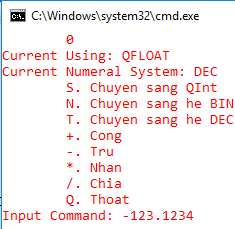 C:\Windows\system32\cmd.exe
0
Current Using: QFLOAT
Current Numeral System: DEC
S. Chuyen sang QInt
N. Chuyen sang he BIN
T. Chuyen sang he DEC
+. Cong
-. Tru
*. Nhan
/. Chia
Q. Thoat
Input Command: -123.1234